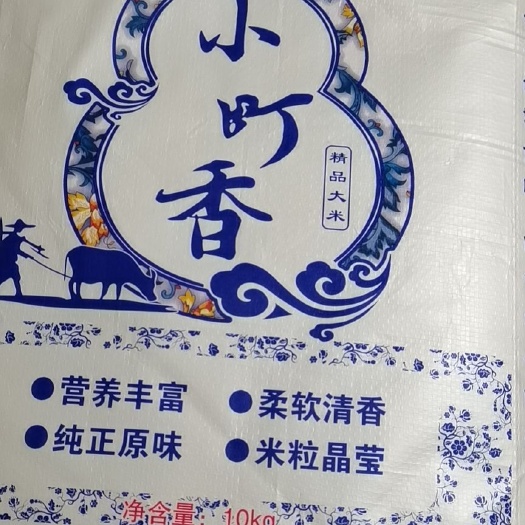 小町香
精品大米
●营养丰富 ●柔软清香
●纯正原味 ●米粒晶莹
净含量：10kg